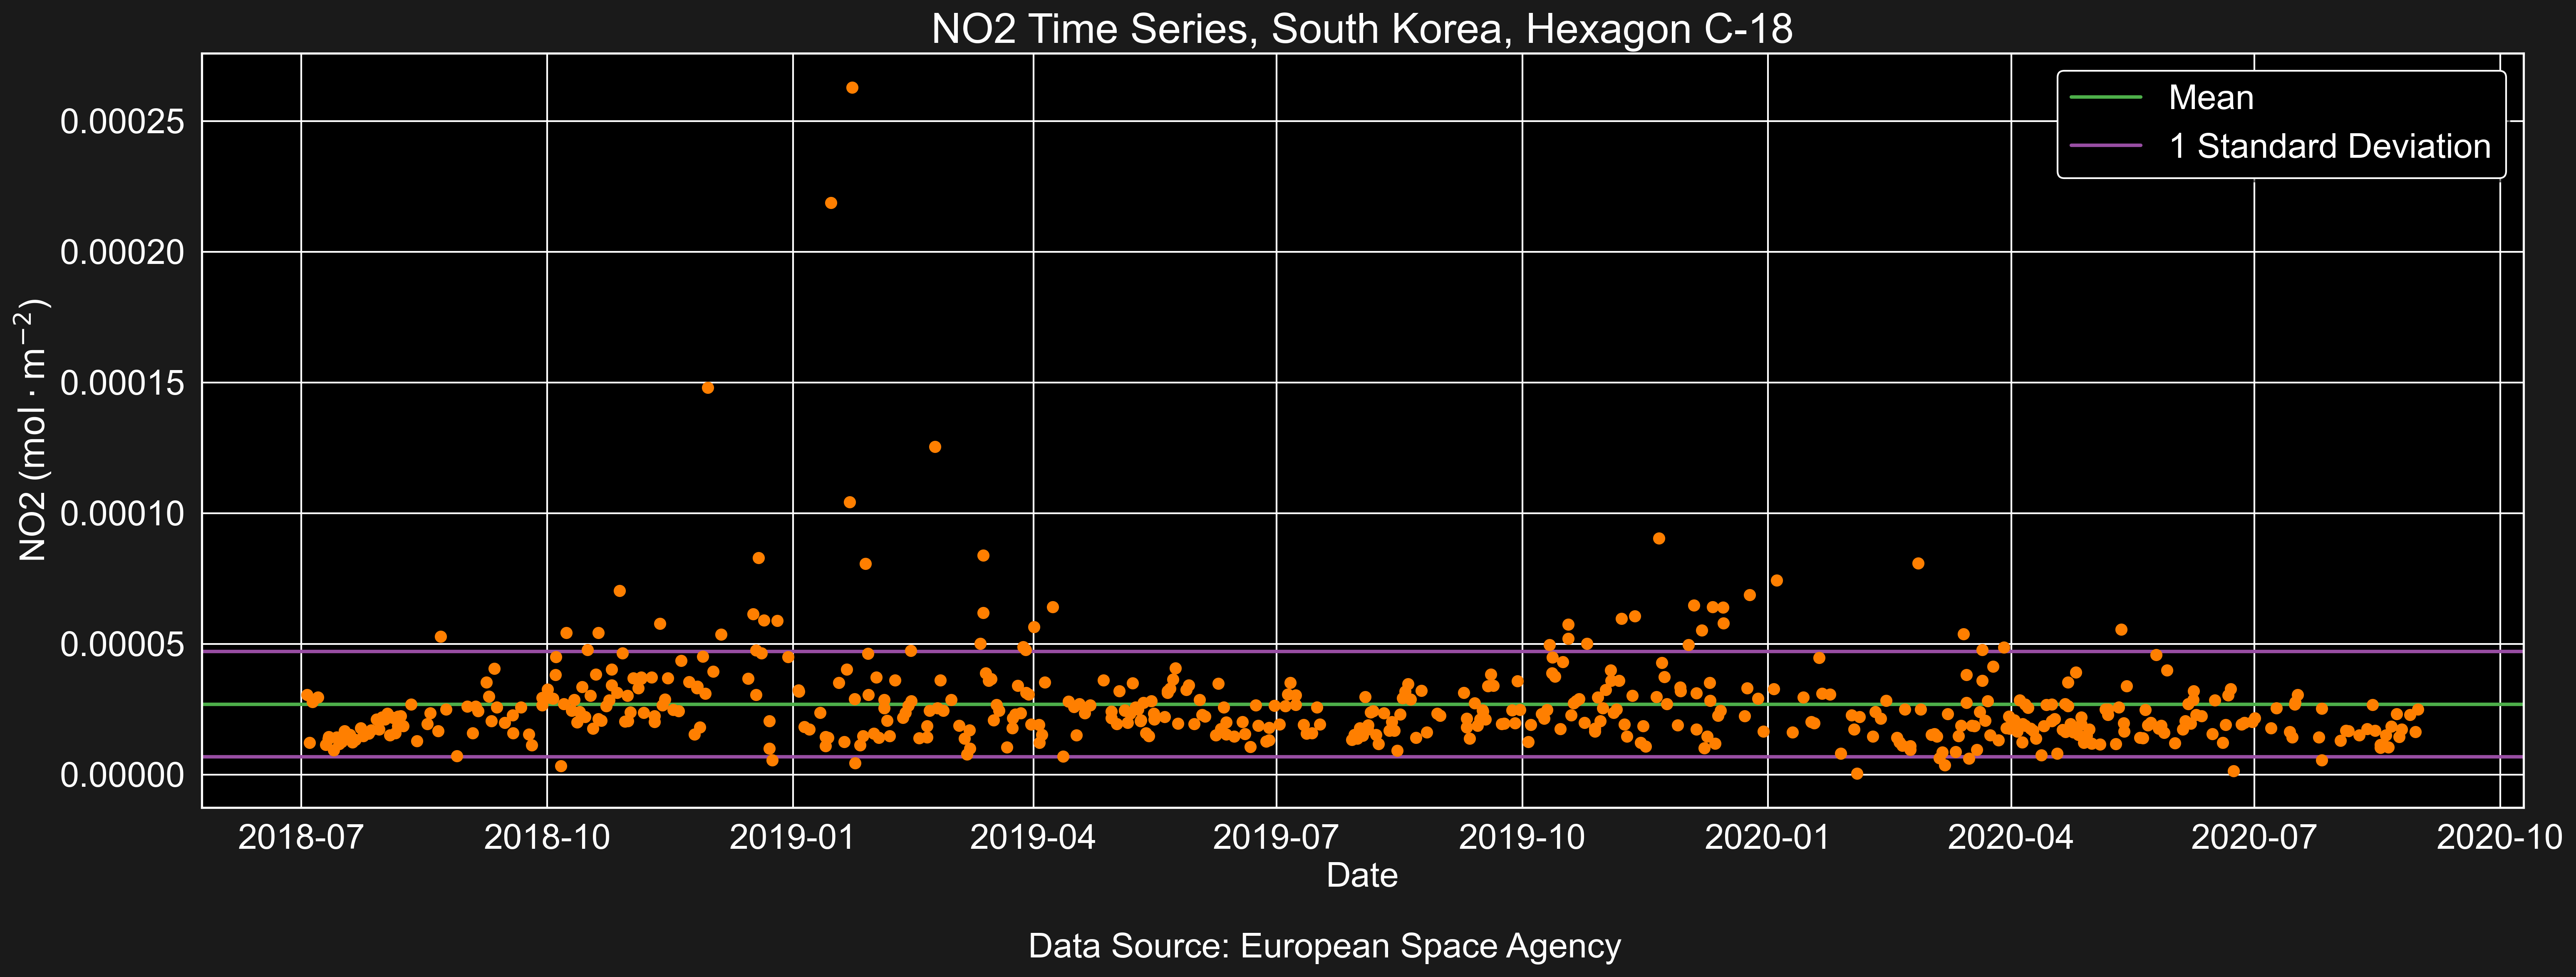 NO2 Time Series, South Korea, Hexagon C-18
Mean
1 Standard Deviation
NO2 (mol · m⁻²)
0.00025
0.00020
0.00015
0.00010
0.00005
0.00000
2018-07 2018-10 2019-01 2019-04 2019-07 2019-10 2020-01 2020-04 2020-07 2020-10
Date
Data Source: European Space Agency